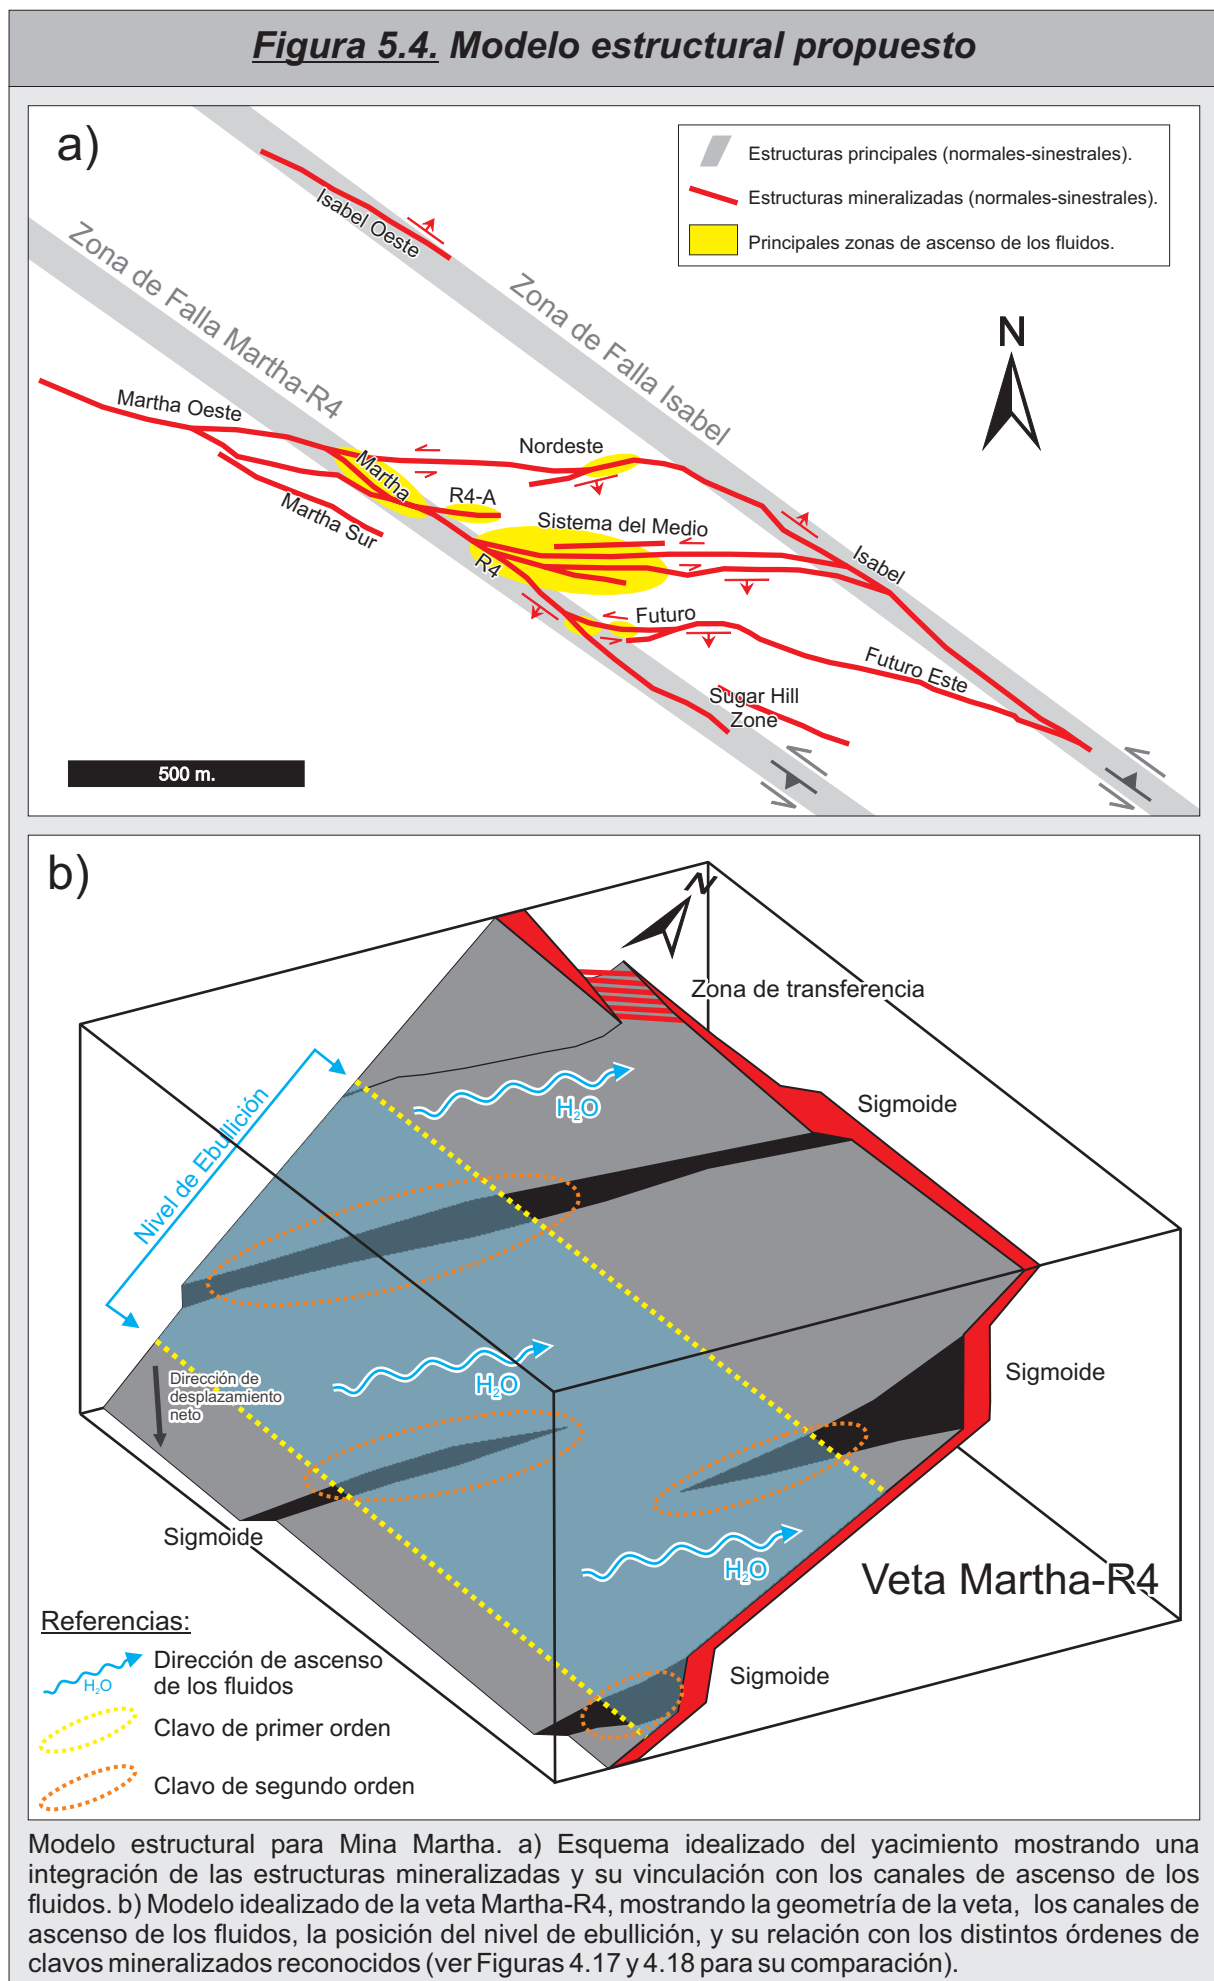 Figura 5.4. Modelo estructural propuesto
a)
Estructuras principales (normales-sinestrales).
Estructuras mineralizadas (normales-sinestrales).
Principales zonas de ascenso de los fluidos.
Isabel Oeste
Zona de Falla Martha-R4
Zona de Falla Isabel
N
Martha Oeste
Nordeste
Martha
R4-A
Martha Sur
Sistema del Medio
R4
Isabel
Futuro
Futuro Este
Sugar Hill
Zone
500 m.
b)
N
Zona de transferencia
Nivel de Ebullición
H2O
Sigmoide
Dirección de
desplazamiento
neto
H2O
Sigmoide
Sigmoide
H2O
Veta Martha-R4
Sigmoide
Referencias:
H2O
Dirección de ascenso
de los fluidos
Clavo de primer orden
Clavo de segundo orden
Modelo estructural para Mina Martha. a) Esquema idealizado del yacimiento mostrando una
integración de las estructuras mineralizadas y su vinculación con los canales de ascenso de los
fluidos. b) Modelo idealizado de la veta Martha-R4, mostrando la geometría de la veta, los canales de
ascenso de los fluidos, la posición del nivel de ebullición, y su relación con los distintos órdenes de
clavos mineralizados reconocidos (ver Figuras 4.17 y 4.18 para su comparación).